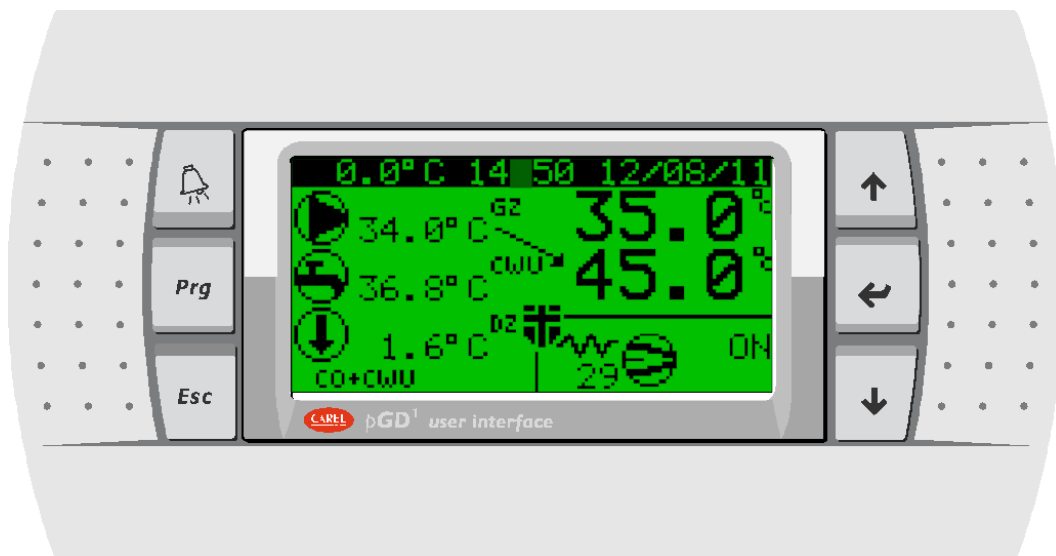 0.0°C 14 50 12/08/11
34.0°C GZ 35.0°C
36.8°C CWU 45.0°C
1.6°C DZ ON
CO+CWU 29
Prg
Esc
CAREL pGD¹ user interface